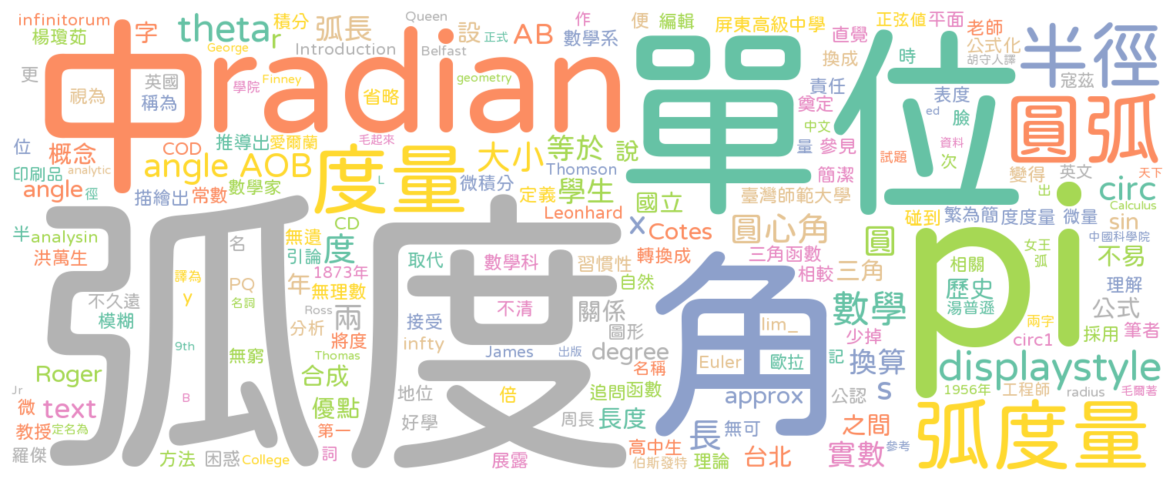 infinitorum
theta
積分
弧長
Queen
設
正式
AB
作
便
編輯
屏東高級中學
直覺
正弦值
平面
老師
楊瓊茹
字
r
George
Introduction
Belfast
數學系
換成
時
公式化
胡守人譯
半徑
更
英國
中
radian
Finney
geometry
單位
責任
寇茲
視為
稱為
學院
省略
毛起來
奠定
表度
臉
ed
圓弧
位
COD
推導出
愛爾蘭
度量
大小
等於
說
中文
量
參見
印刷品
概念
angle AOB
Thomson
國立
簡潔
次
試題
資料
天下
analytic
angle
徑
描繪出
常數
數學家
微積分
定義
學生
臺灣師範大學
變得
出
英文
circ
L
Leonhard
x
圓心角
繁為簡
度度量
微量
sin
Calculus
半
analysin
名
無遺
CD
度
Cotes
圓
碰到
女王
弧
中國科學院
洪萬生
引論
1873年
取代
數學科
習慣性
轉換成
三角函數
相關
不易
譯為
PQ
年
自然
相較
三角
歷史
理解
不久遠
y
名詞
無理數
兩
不清
關係
數學
湯普遜
公式
模糊
Ross
分析
將度
接受
圖形
lim_
兩字
採用
筆者
弧度
角
pi
9th
無窮
Thomas
infty
James
出版
名稱
degree
Euler
歐拉
少掉
記
circ1
displaystyle
Roger
合成
地位
倍
追問
函數
approx
換算
s
1956年
工程師
radius
毛爾著
Jr
微
text
B
優點
好學
周長
長度
長
無可
公認
實數
弧度量
教授
定名為
第一
高中生
理論
之間
參考
羅傑
方法
困惑
College
詞
展露
伯斯發特
台北